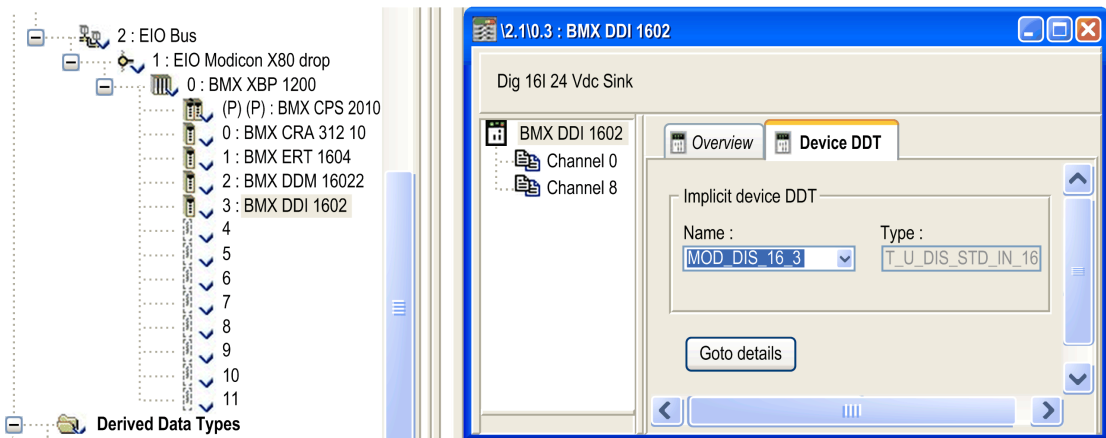 2 : EIO Bus
1 : EIO Modicon X80 drop
0 : BMX XBP 1200
(P) (P) : BMX CPS 2010
0 : BMX CRA 312 10
1 : BMX ERT 1604
2 : BMX DDM 16022
3 : BMX DDI 1602
4
5
6
7
8
9
10
11
Derived Data Types
\2.1\0.3 : BMX DDI 1602
Dig 16I 24 Vdc Sink
BMX DDI 1602
Channel 0
Channel 8
Overview
Device DDT
Implicit device DDT
Name :
Type :
MOD_DIS_16_3
T_U_DIS_STD_IN_16
Goto details